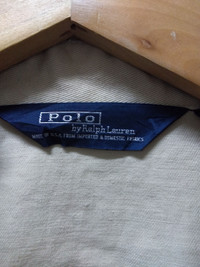 Polo
by Ralph Lauren
MADE IN U.S.A. FROM IMPORTED & DOMESTIC FABRICS